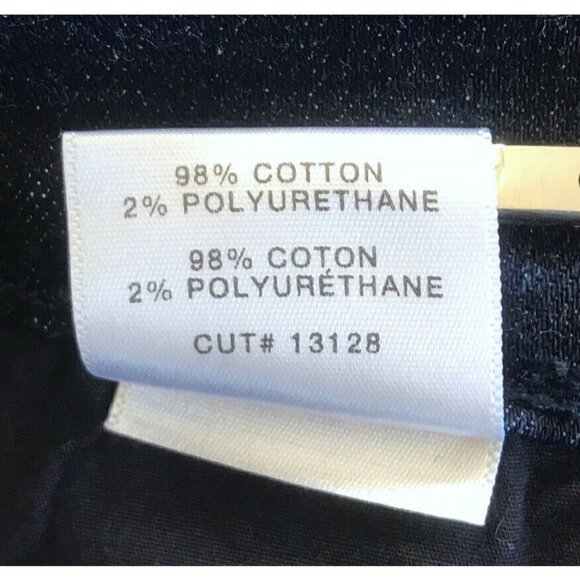 98% COTTON
2% POLYURETHANE
98% COTON
2% POLYURÉTHANE
CUT# 13128